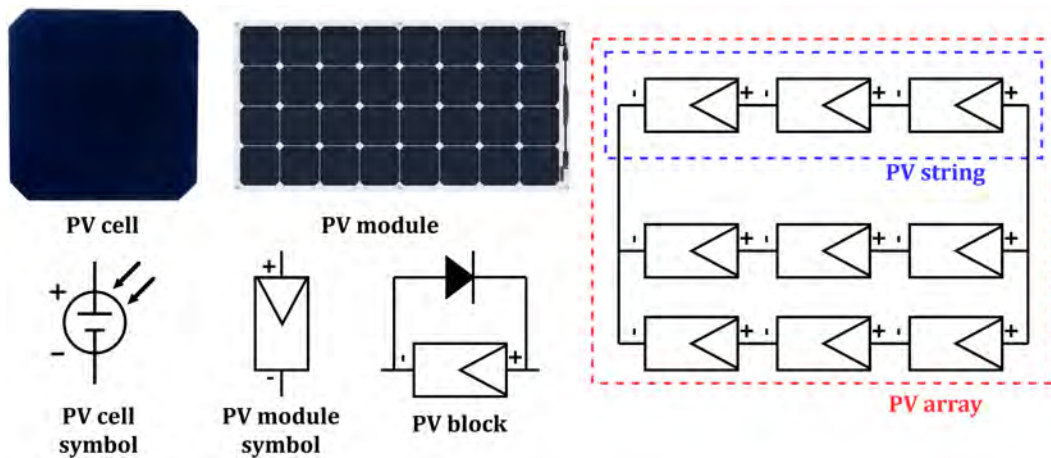 PV cell
PV module
PV string
+
-
PV cell
symbol
+
-
PV module
symbol
- +
PV block
- + - + - +
- + - + - +
- + - + - +
PV array